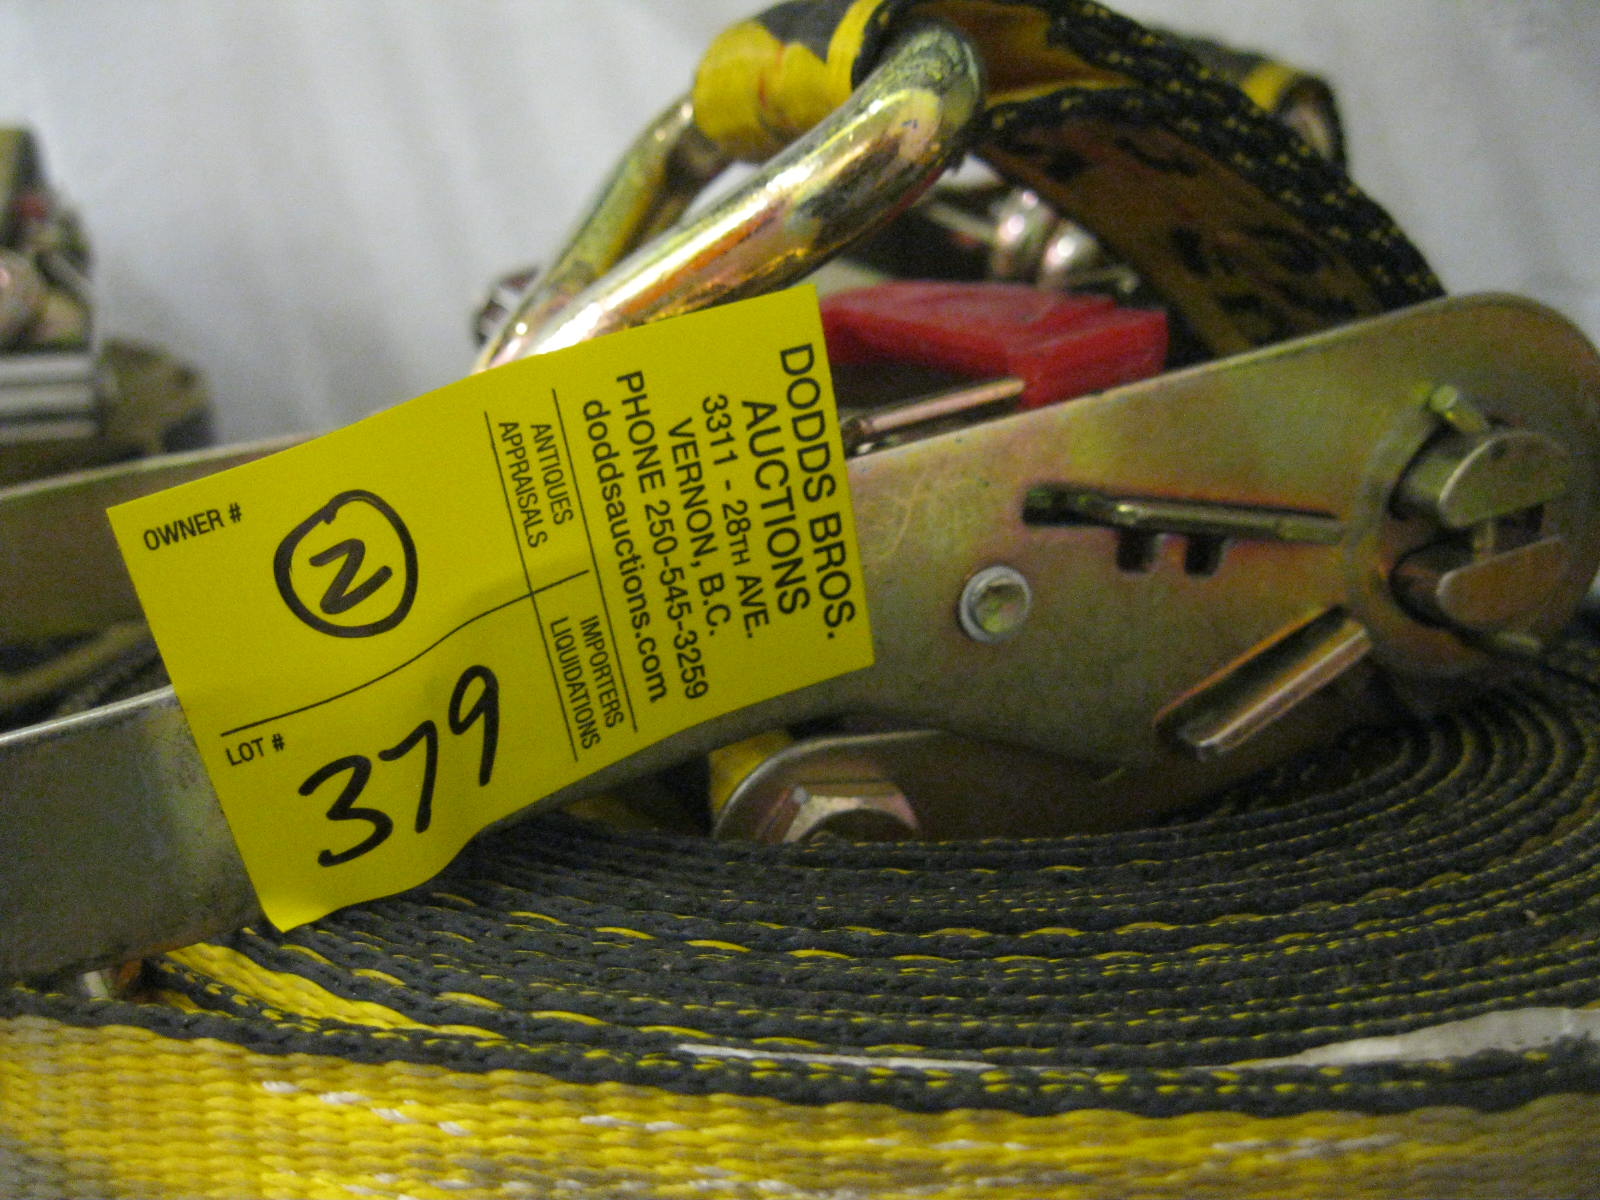 DODDS BROS.
AUCTIONS
3311 - 28TH AVE.
VERNON, B.C.
PHONE 250-545-3259
doddsauctions.com
ANTIQUES
APPRAISALS
IMPORTERS
LIQUIDATIONS
OWNER #
N
LOT #
379